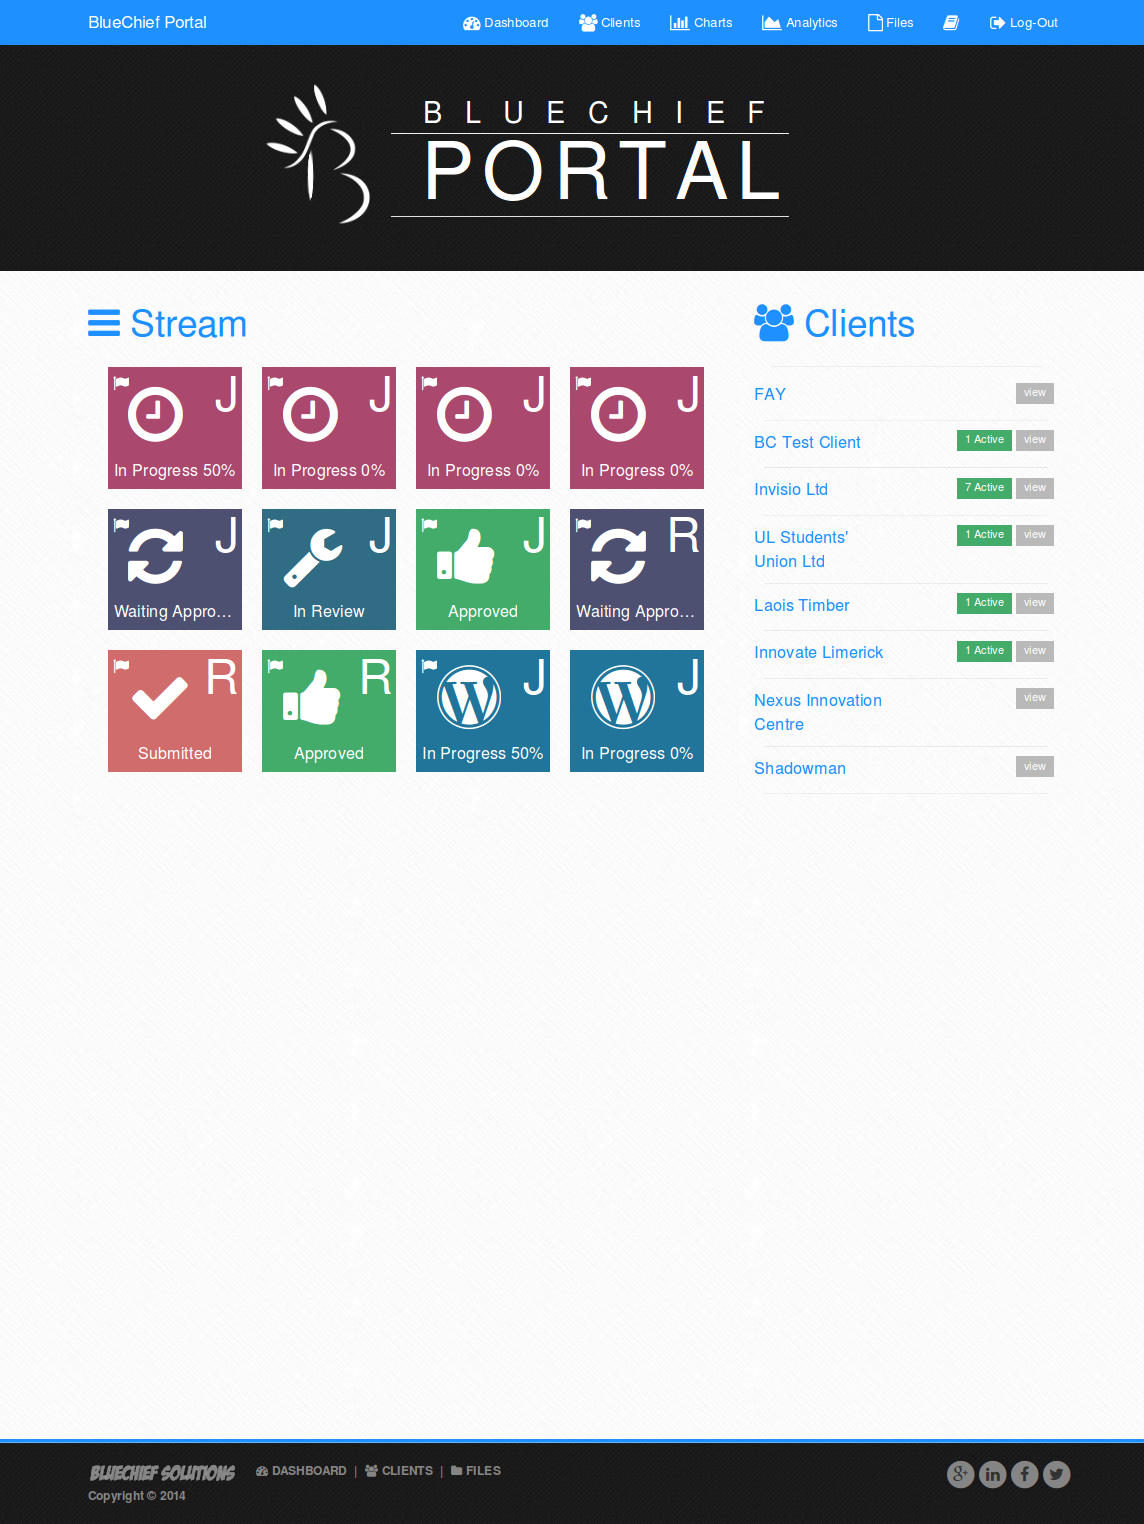 BlueChief Portal
Dashboard Clients Charts Analytics Files Log-Out
BLUECHIEF
PORTAL
Stream
J J J J
In Progress 50% In Progress 0% In Progress 0% In Progress 0%
J J J R
Waiting Appro... In Review Approved Waiting Appro...
R R J J
Submitted Approved In Progress 50% In Progress 0%
Clients
FAY view
BC Test Client 1 Active view
Invisio Ltd 7 Active view
UL Students' 1 Active view
Union Ltd
Laois Timber 1 Active view
Innovate Limerick 1 Active view
Nexus Innovation view
Centre
Shadowman view
BLUECHIEF SOLUTIONS DASHBOARD | CLIENTS | FILES
Copyright © 2014